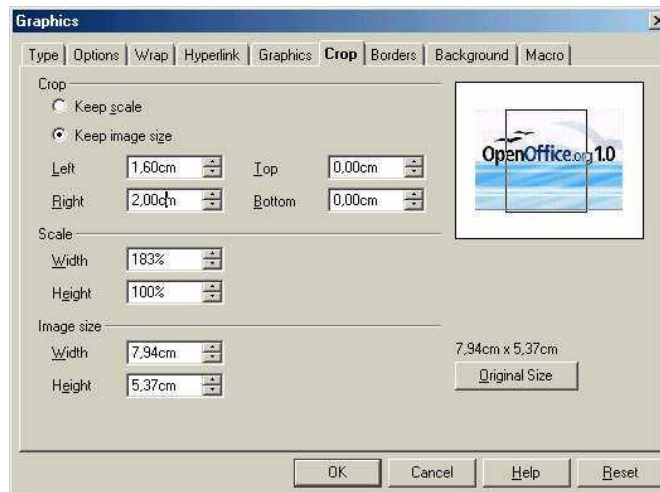 Graphics
Type Options Wrap Hyperlink Graphics Crop Borders Background Macro
Crop
Keep scale
Keep image size
Left 1,60cm Top 0,00cm
Right 2,00cm Bottom 0,00cm
OpenOffice.org 1.0
Scale
Width 183%
Height 100%
Image size
Width 7,94cm 7,94cm x 5,37cm
Height 5,37cm Original Size
OK Cancel Help Reset